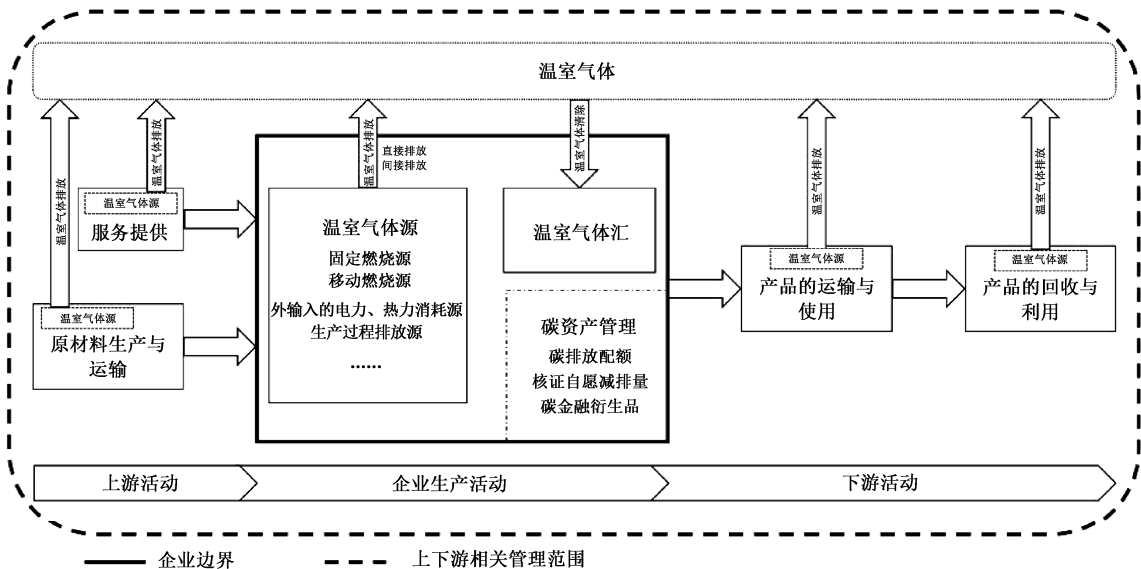 温室气体
温室气体排放
温室气体排放
温室气体排放
直接排放
间接排放
温室气体清除
温室气体排放
温室气体排放
温室气体源
服务提供
温室气体源
原材料生产与
运输
温室气体源
固定燃烧源
移动燃烧源
外输入的电力、热力消耗源
生产过程排放源
......
温室气体汇
碳资产管理
碳排放配额
核证自愿减排量
碳金融衍生品
温室气体源
产品的运输与
使用
温室气体源
产品的回收与
利用
上游活动
企业生产活动
下游活动
企业边界
上下游相关管理范围